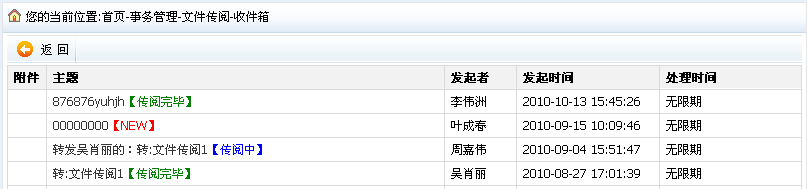 您的当前位置:首页-事务管理-文件传阅-收件箱
返 回
附件 主题 发起者 发起时间 处理时间
876876yuhjh【传阅完毕】 李伟洲 2010-10-13 15:45:26 无限期
00000000【NEW】 叶成春 2010-09-15 10:09:46 无限期
转发吴肖丽的：转:文件传阅1【传阅中】 周嘉伟 2010-09-04 15:51:47 无限期
转:文件传阅1【传阅完毕】 吴肖丽 2010-08-27 17:01:39 无限期